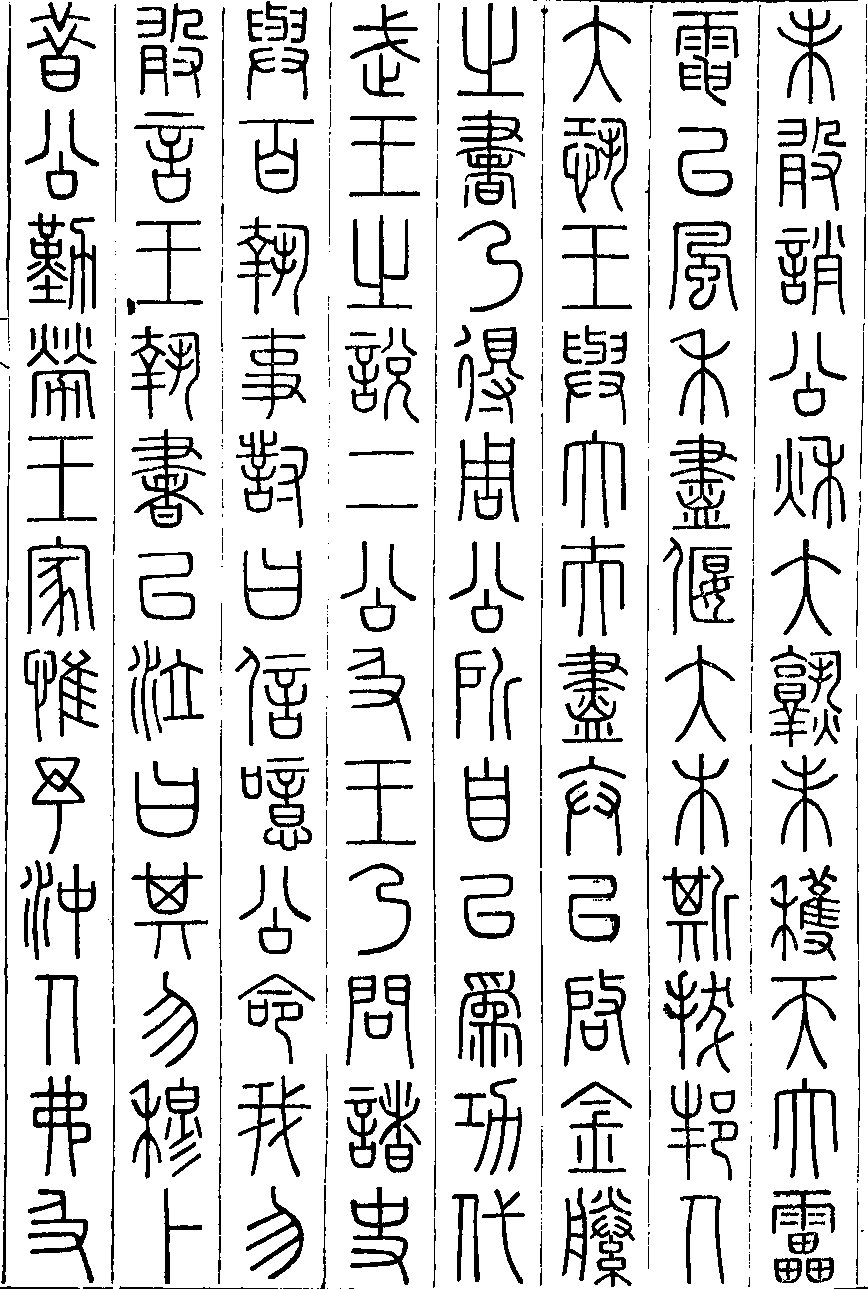 未敢誚公秋大熟未穫天大雷
電以風禾盡偃大木斯拔邦人
大恐王與大夫盡弁以啓金縢
之書乃得周公所自以為功代
武王之說二公及王乃問諸史
與百執事對曰信噫公命我勿
敢言王執書以泣曰其勿穆卜
昔公勤勞王家惟予沖人弗及